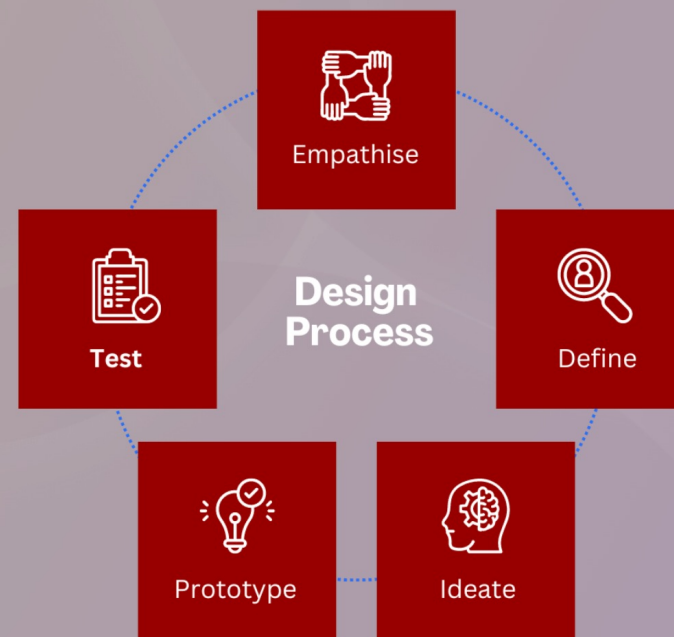 Empathise
Design
Process
Test
Define
Prototype
Ideate